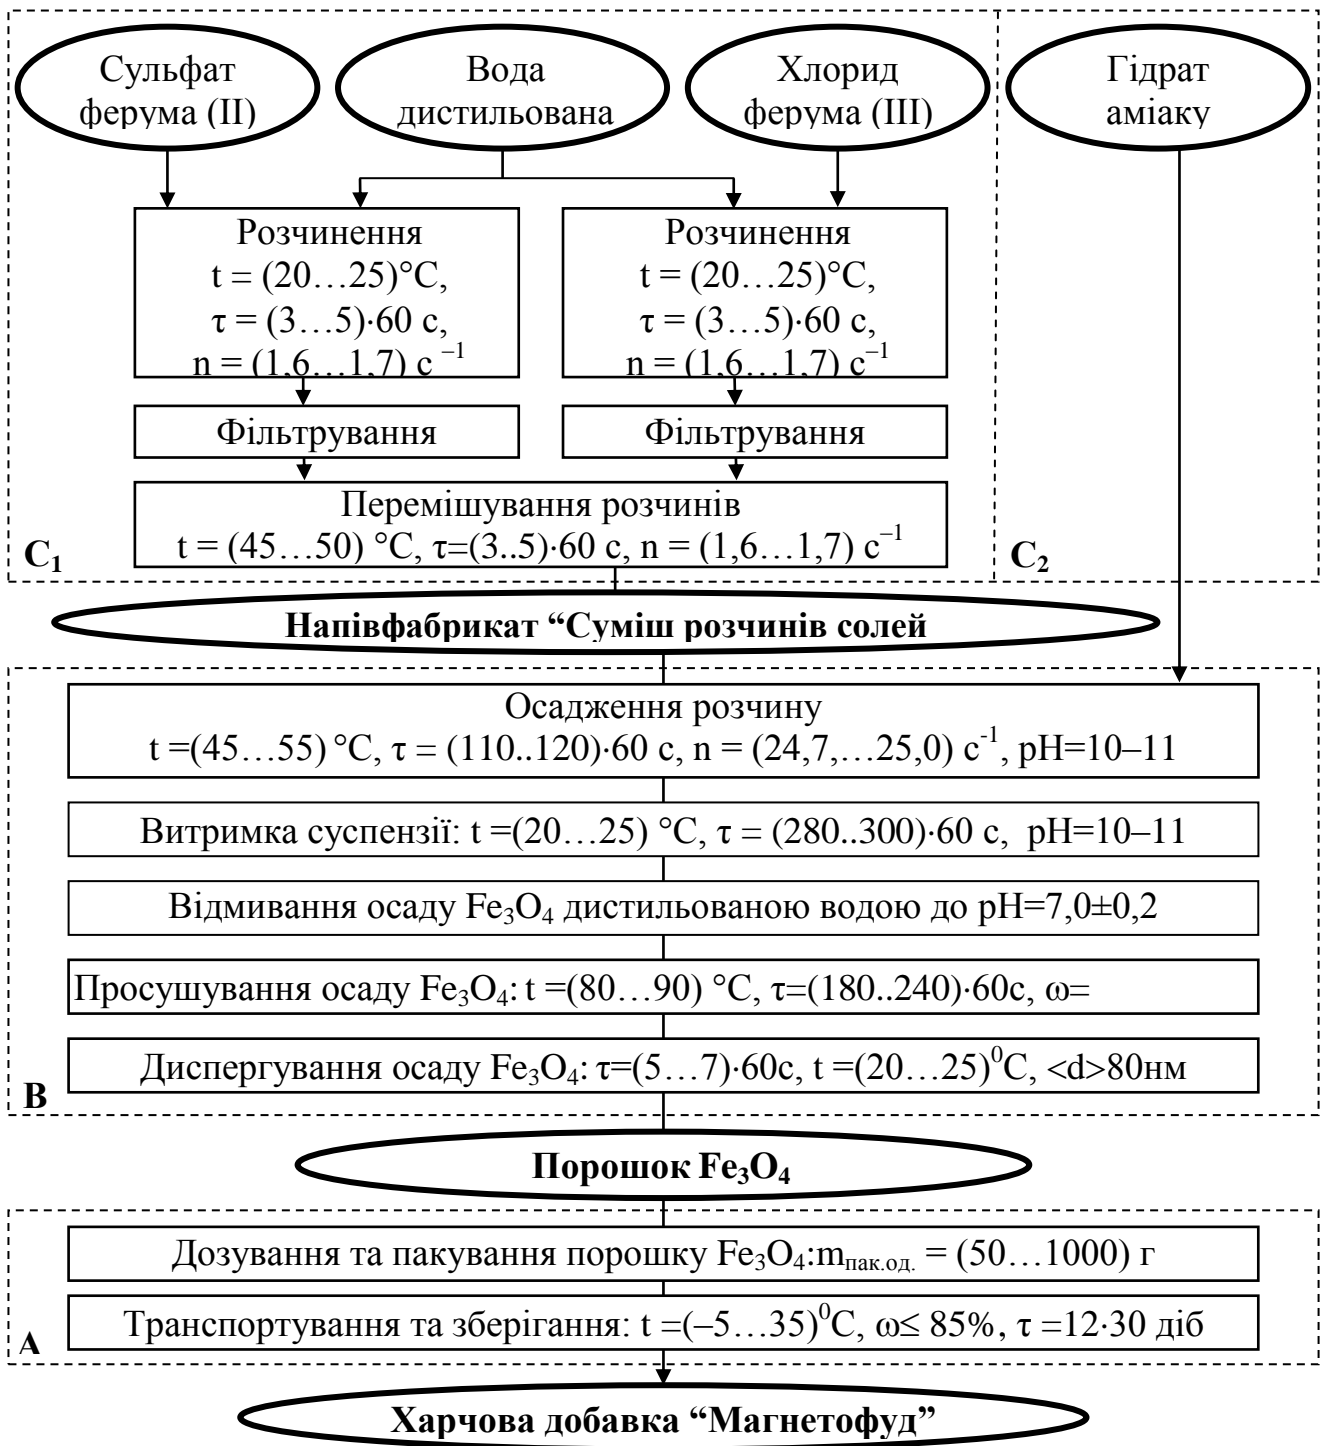 Сульфат
ферума (II)
Вода
дистильована
Хлорид
ферума (III)
Гідрат
аміаку
Розчинення
t = (20…25)°C,
τ = (3…5)·60 с,
n = (1,6…1,7) с⁻¹
Розчинення
t = (20…25)°C,
τ = (3…5)·60 с,
n = (1,6…1,7) с⁻¹
Фільтрування
Фільтрування
Перемішування розчинів
t = (45…50) °C, τ=(3..5)·60 с, n = (1,6…1,7) с⁻¹
C₁
C₂
Напівфабрикат “Суміш розчинів солей
Осадження розчину
t =(45…55) °C, τ = (110..120)·60 с, n = (24,7,…25,0) с⁻¹, pH=10–11
Витримка суспензії: t =(20…25) °C, τ = (280..300)·60 с, pH=10–11
Відмивання осаду Fe₃O₄ дистильованою водою до pH=7,0±0,2
Просушування осаду Fe₃O₄: t =(80…90) °C, τ=(180..240)·60с, ω=
Диспергування осаду Fe₃O₄: τ=(5…7)·60с, t =(20…25)⁰C, <d>80нм
B
Порошок Fe₃O₄
Дозування та пакування порошку Fe₃O₄:mпак.од. = (50…1000) г
Транспортування та зберігання: t =(–5…35)⁰C, ω≤ 85%, τ =12·30 діб
A
Харчова добавка “Магнетофуд”